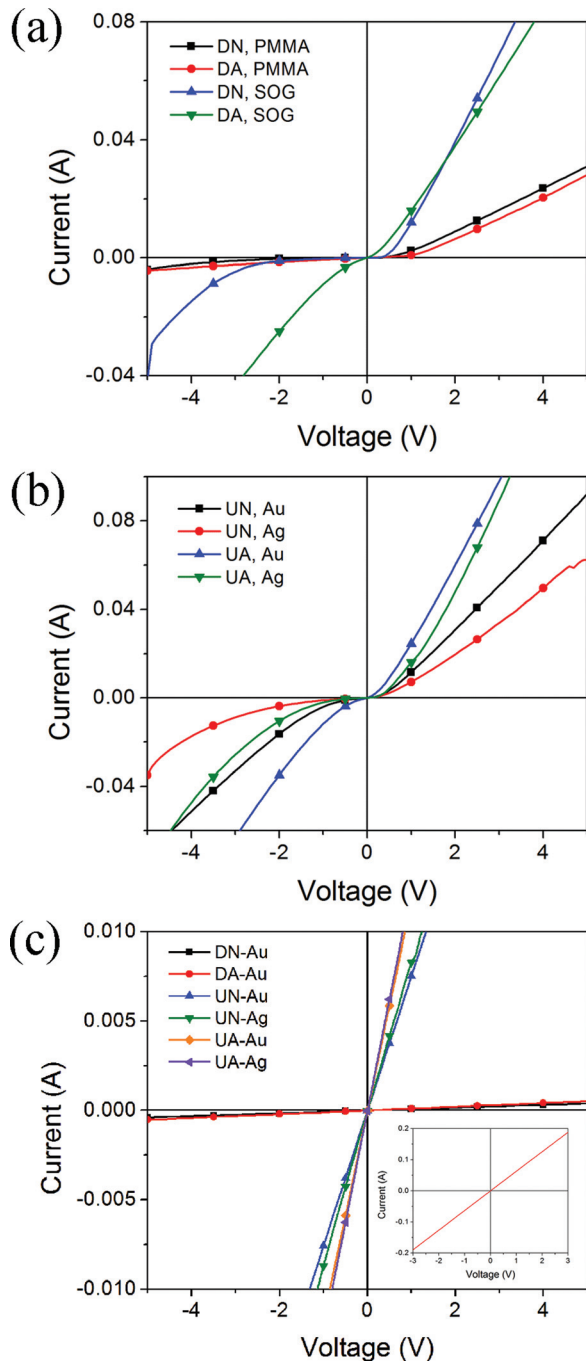 (a)
DN, PMMA
DA, PMMA
DN, SOG
DA, SOG
0.08
0.04
0.00
-0.04
Current (A)
-4 -2 0 2 4
Voltage (V)
(b)
UN, Au
UN, Ag
UA, Au
UA, Ag
0.08
0.04
0.00
-0.04
Current (A)
-4 -2 0 2 4
Voltage (V)
(c)
DN-Au
DA-Au
UN-Au
UN-Ag
UA-Au
UA-Ag
0.010
0.005
0.000
-0.005
-0.010
Current (A)
0.2
0.1
0.0
-0.1
-0.2
Current (A)
-3 -2 -1 0 1 2 3
Voltage (V)
-4 -2 0 2 4
Voltage (V)